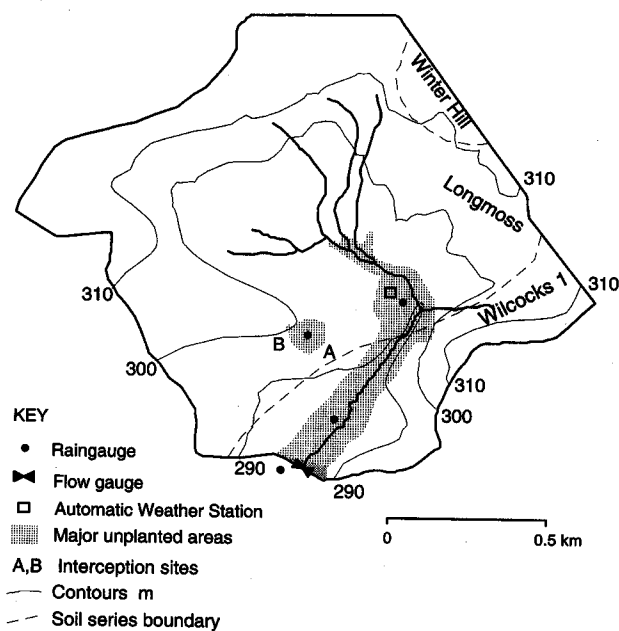 Winter Hill
310
Longmoss
310
Wilcocks 1
310
B
A
300
310
300
290
290
KEY
Raingauge
Flow gauge
Automatic Weather Station
Major unplanted areas
A,B Interception sites
Contours m
Soil series boundary
0 0.5 km